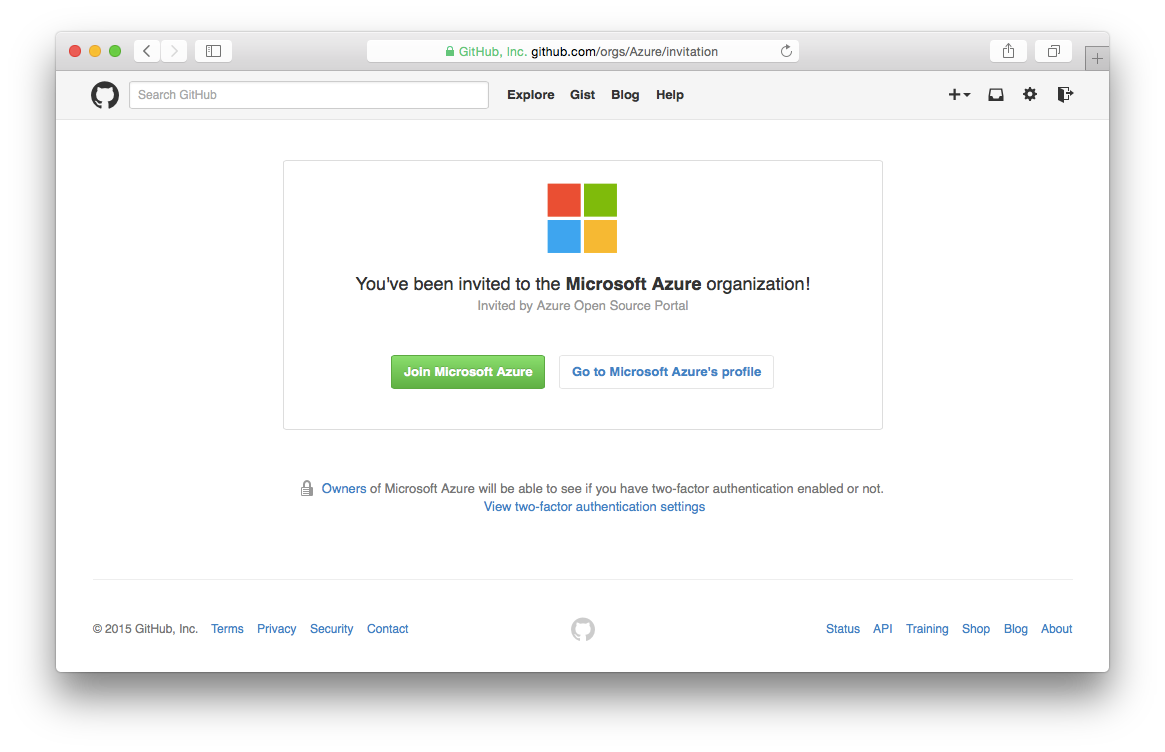 GitHub, Inc. github.com/orgs/Azure/invitation
Search GitHub Explore Gist Blog Help
You've been invited to the Microsoft Azure organization!
Invited by Azure Open Source Portal
Join Microsoft Azure Go to Microsoft Azure's profile
Owners of Microsoft Azure will be able to see if you have two-factor authentication enabled or not.
View two-factor authentication settings
© 2015 GitHub, Inc. Terms Privacy Security Contact Status API Training Shop Blog About